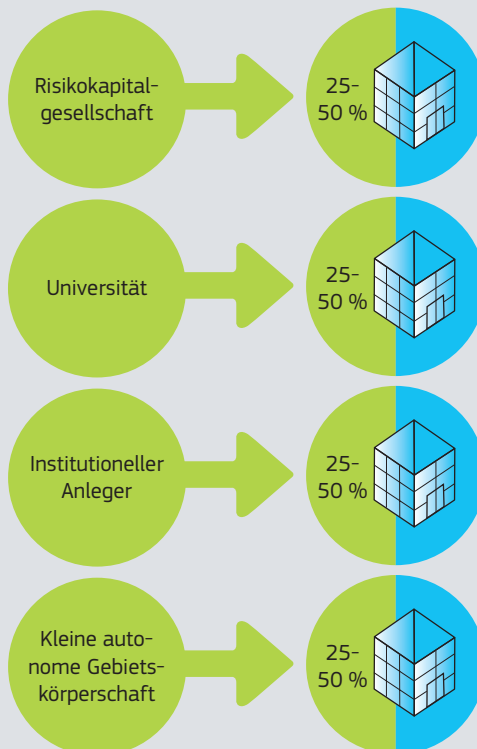 Risikokapital-
gesellschaft
25-
50 %
Universität
25-
50 %
Institutioneller
Anleger
25-
50 %
Kleine auto-
nome Gebiets-
körperschaft
25-
50 %